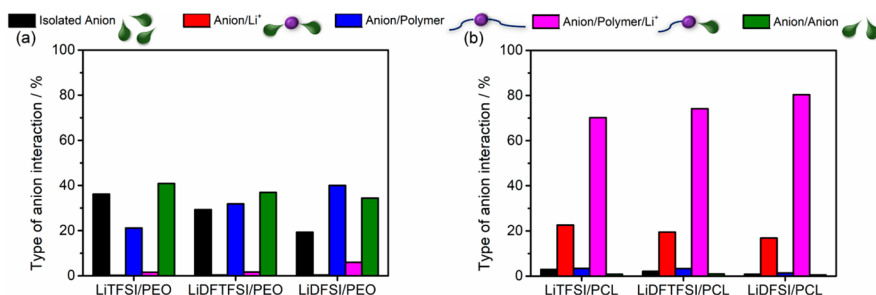 Isolated Anion Anion/Li⁺ Anion/Polymer Anion/Polymer/Li⁺ Anion/Anion
(a)
Type of anion interaction / %
100
80
60
40
20
0
LiTFSI/PEO LiDFTFSI/PEO LiDFSI/PEO
(b)
Type of anion interaction / %
100
80
60
40
20
0
LiTFSI/PCL LiDFTFSI/PCL LiDFSI/PCL